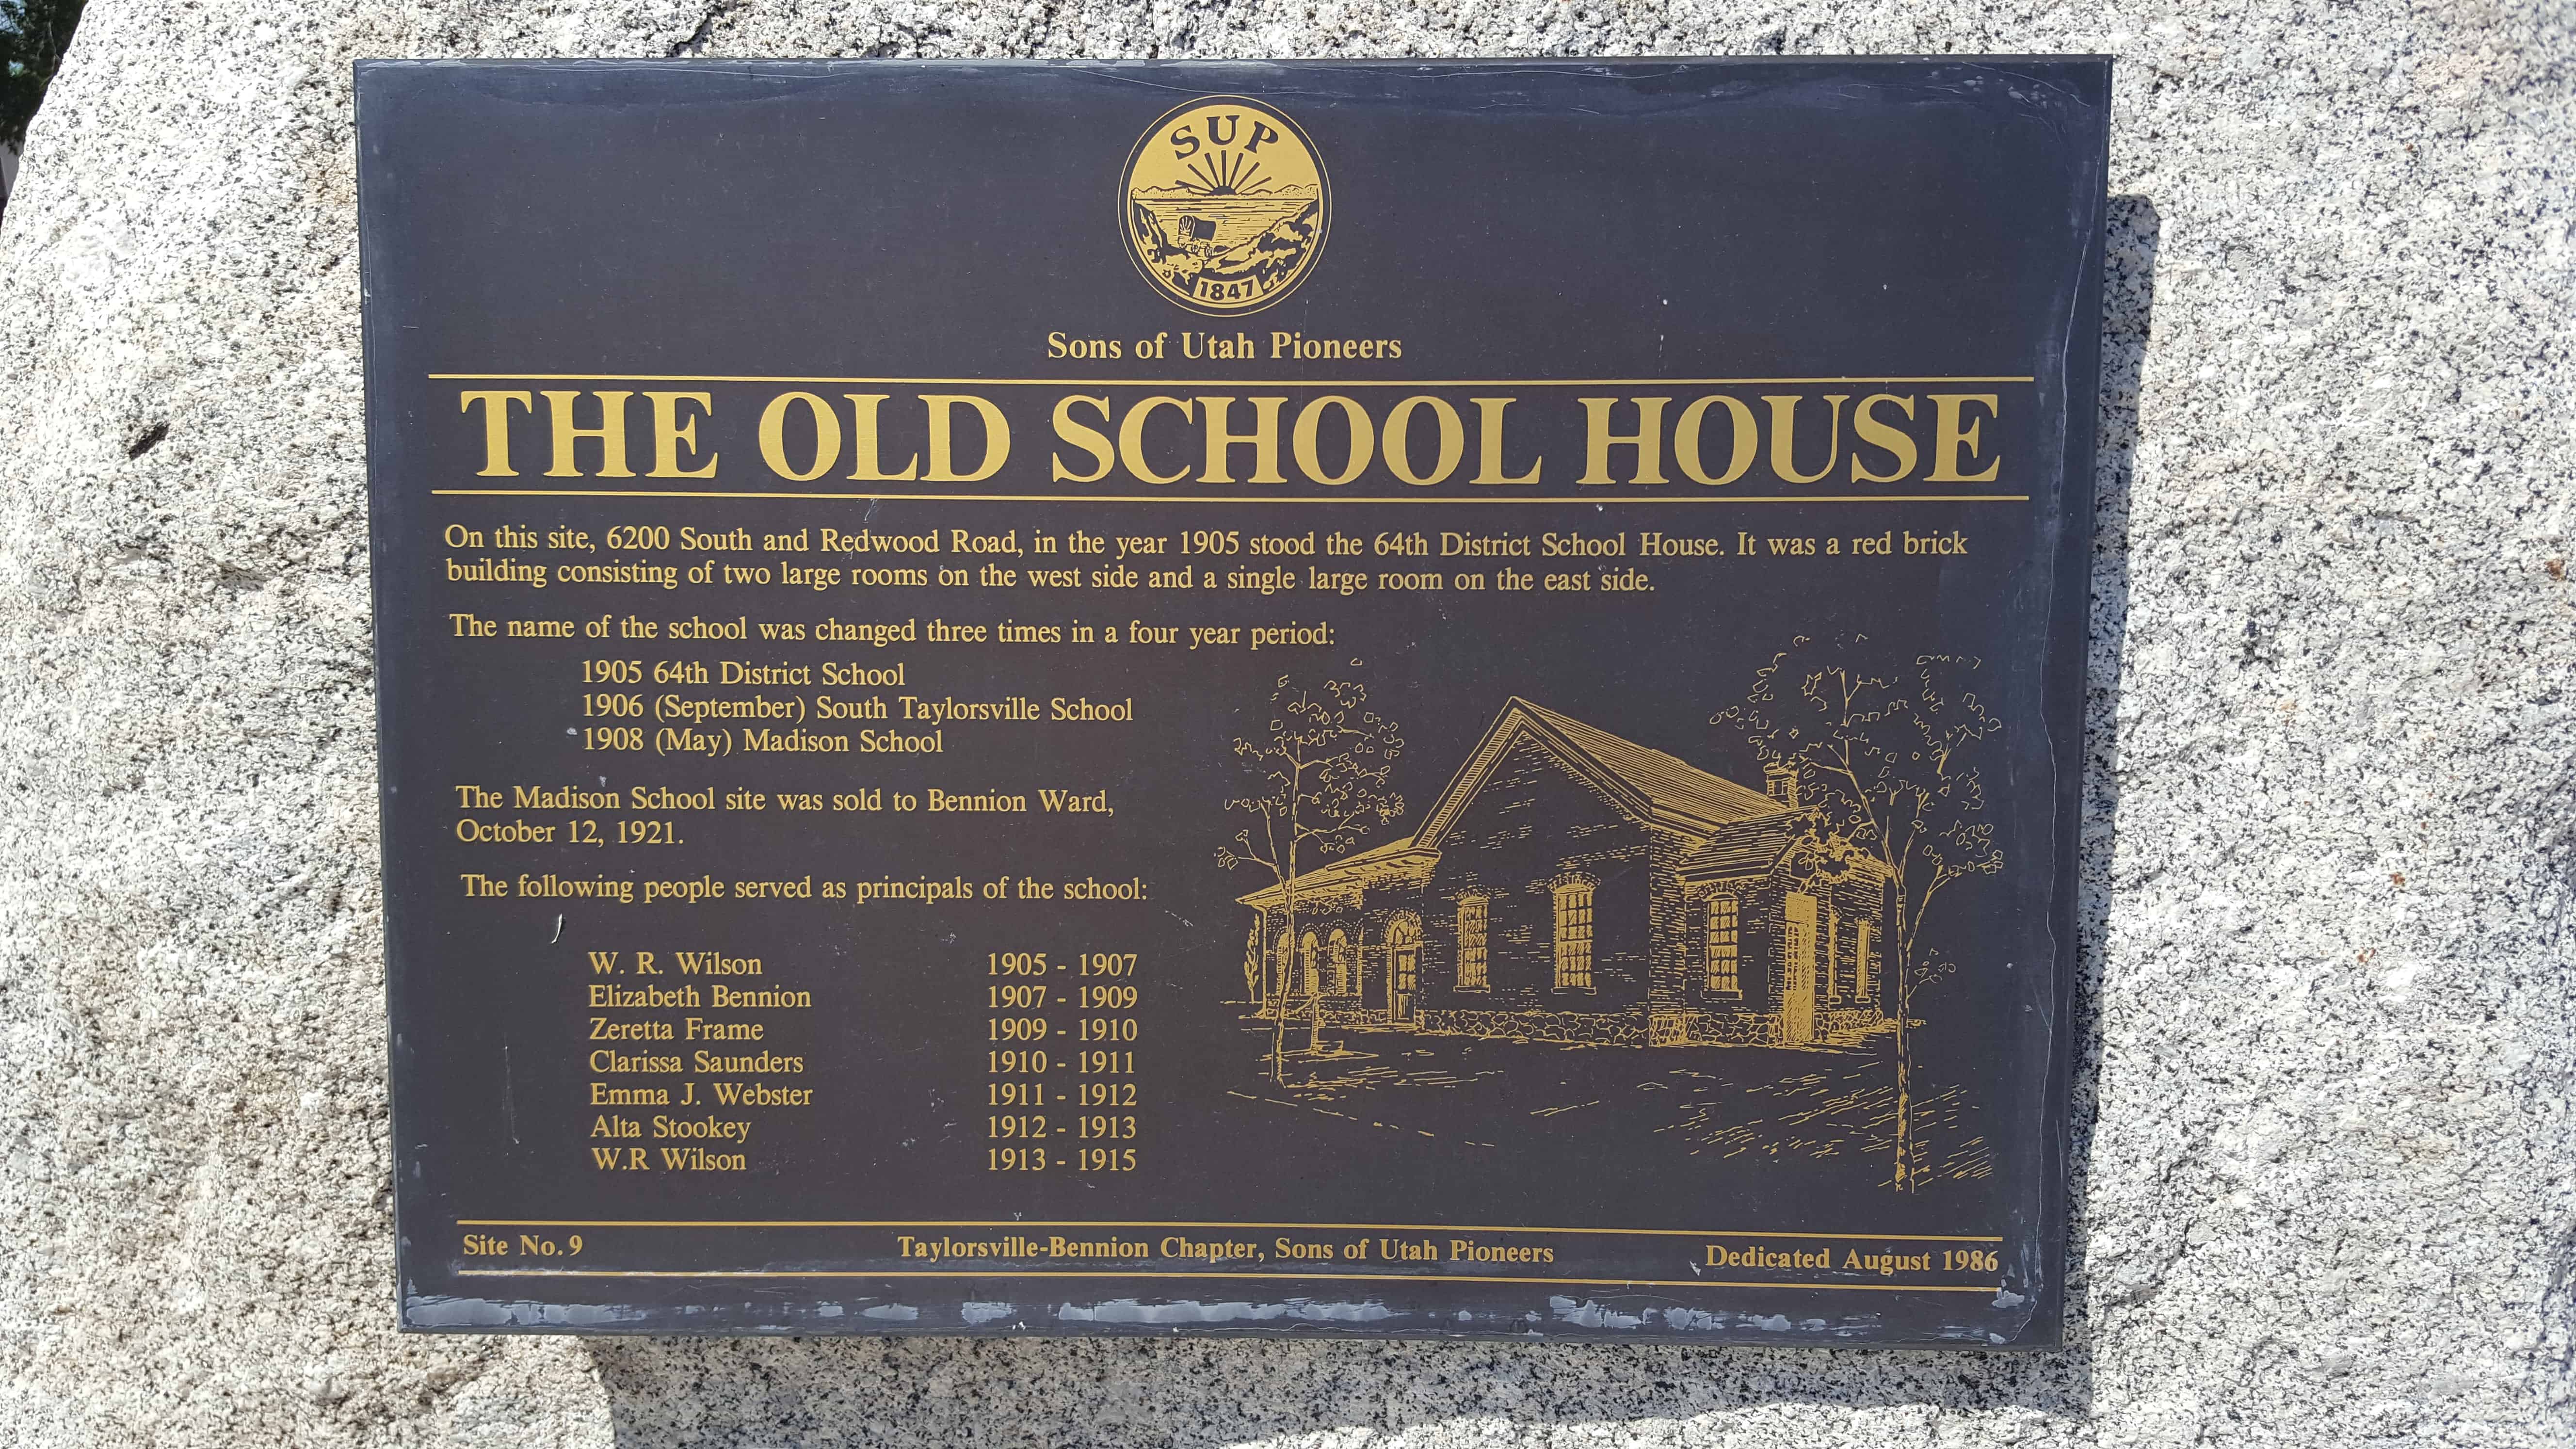 SUP
1847
Sons of Utah Pioneers
THE OLD SCHOOL HOUSE
On this site, 6200 South and Redwood Road, in the year 1905 stood the 64th District School House. It was a red brick
building consisting of two large rooms on the west side and a single large room on the east side.
The name of the school was changed three times in a four year period:
1905 64th District School
1906 (September) South Taylorsville School
1908 (May) Madison School
The Madison School site was sold to Bennion Ward,
October 12, 1921.
The following people served as principals of the school:
W. R. Wilson 1905 - 1907
Elizabeth Bennion 1907 - 1909
Zeretta Frame 1909 - 1910
Clarissa Saunders 1910 - 1911
Emma J. Webster 1911 - 1912
Alta Stookey 1912 - 1913
W.R Wilson 1913 - 1915
Site No. 9 Taylorsville-Bennion Chapter, Sons of Utah Pioneers Dedicated August 1986